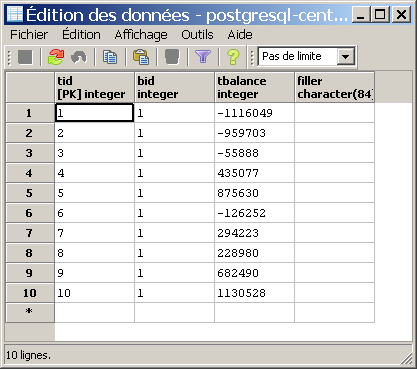 Édition des données - postgresql-cent...
Fichier Édition Affichage Outils Aide
Pas de limite
tid bid tbalance filler
[PK] integer integer integer character(84)
1 1 1 -1116049
2 2 1 -959703
3 3 1 -55888
4 4 1 435077
5 5 1 875630
6 6 1 -126252
7 7 1 294223
8 8 1 228980
9 9 1 682490
10 10 1 1130528
*
10 lignes.